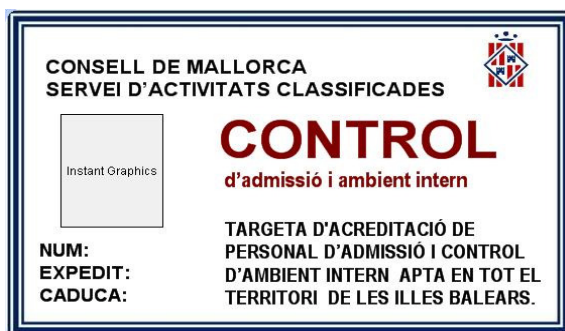 CONSELL DE MALLORCA
SERVEI D'ACTIVITATS CLASSIFICADES
Instant Graphics
CONTROL
d'admissió i ambient intern
NUM:
EXPEDIT:
CADUCA:
TARGETA D'ACREDITACIÓ DE
PERSONAL D'ADMISSIÓ I CONTROL
D'AMBIENT INTERN APTA EN TOT EL
TERRITORI DE LES ILLES BALEARS.